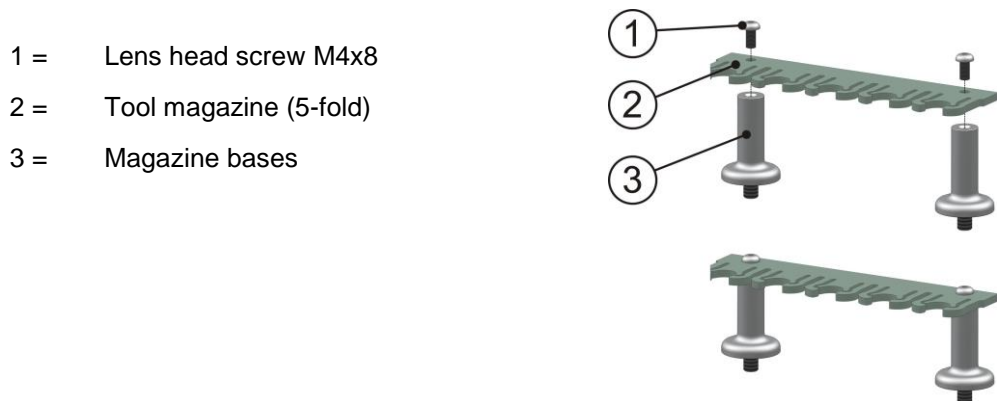 1 = Lens head screw M4x8
2 = Tool magazine (5-fold)
3 = Magazine bases
1
2
3